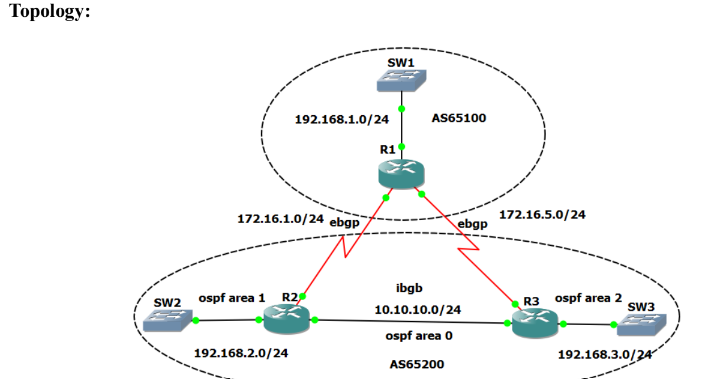 Topology:
SW1
192.168.1.0/24
AS65100
R1
172.16.1.0/24
ebgp
ebgp
172.16.5.0/24
ibgb
SW2
ospf area 1
R2
10.10.10.0/24
R3
ospf area 2
SW3
ospf area 0
192.168.2.0/24
192.168.3.0/24
AS65200